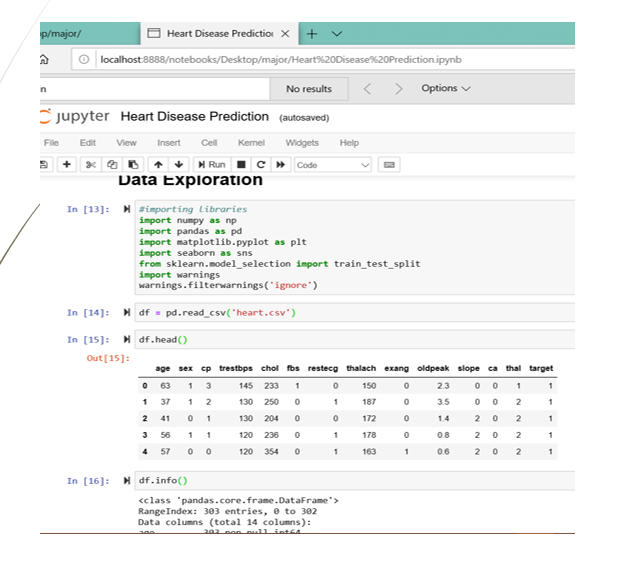 p/major/
Heart Disease Prediction
localhost:8888/notebooks/Desktop/major/Heart%20Disease%20Prediction.ipynb
n No results Options
jupyter Heart Disease Prediction (autosaved)
File Edit View Insert Cell Kernel Widgets Help
Run Code
Data Exploration
In [13]: #importing libraries
import numpy as np
import pandas as pd
import matplotlib.pyplot as plt
import seaborn as sns
from sklearn.model_selection import train_test_split
import warnings
warnings.filterwarnings('ignore')
In [14]: df = pd.read_csv('heart.csv')
In [15]: df.head()
Out[15]:
age sex cp trestbps chol fbs restecg thalach exang oldpeak slope ca thal target
0 63 1 3 145 233 1 0 150 0 2.3 0 0 1 1
1 37 1 2 130 250 0 1 187 0 3.5 0 0 2 1
2 41 0 1 130 204 0 0 172 0 1.4 2 0 2 1
3 56 1 1 120 236 0 1 178 0 0.8 2 0 2 1
4 57 0 0 120 354 0 1 163 1 0.6 2 0 2 1
In [16]: df.info()
<class 'pandas.core.frame.DataFrame'>
RangeIndex: 303 entries, 0 to 302
Data columns (total 14 columns):
age 303 non-null int64